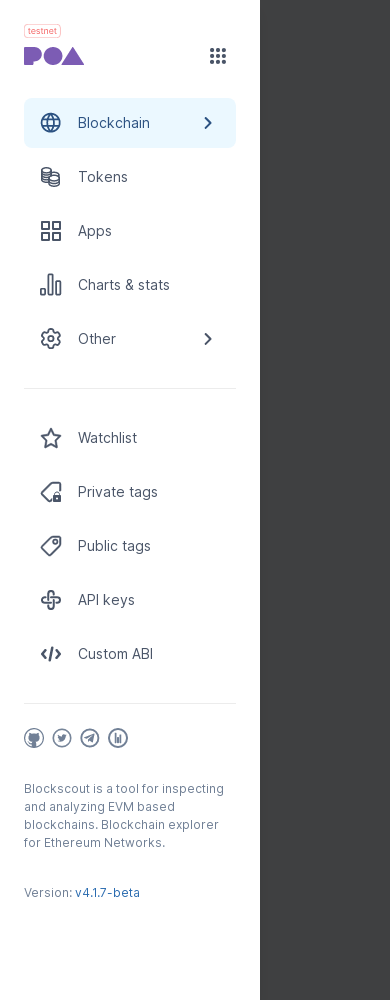 testnet
POA
Blockchain
Tokens
Apps
Charts & stats
Other
Watchlist
Private tags
Public tags
API keys
Custom ABI
Blockscout is a tool for inspecting
and analyzing EVM based
blockchains. Blockchain explorer
for Ethereum Networks.
Version: v4.1.7-beta